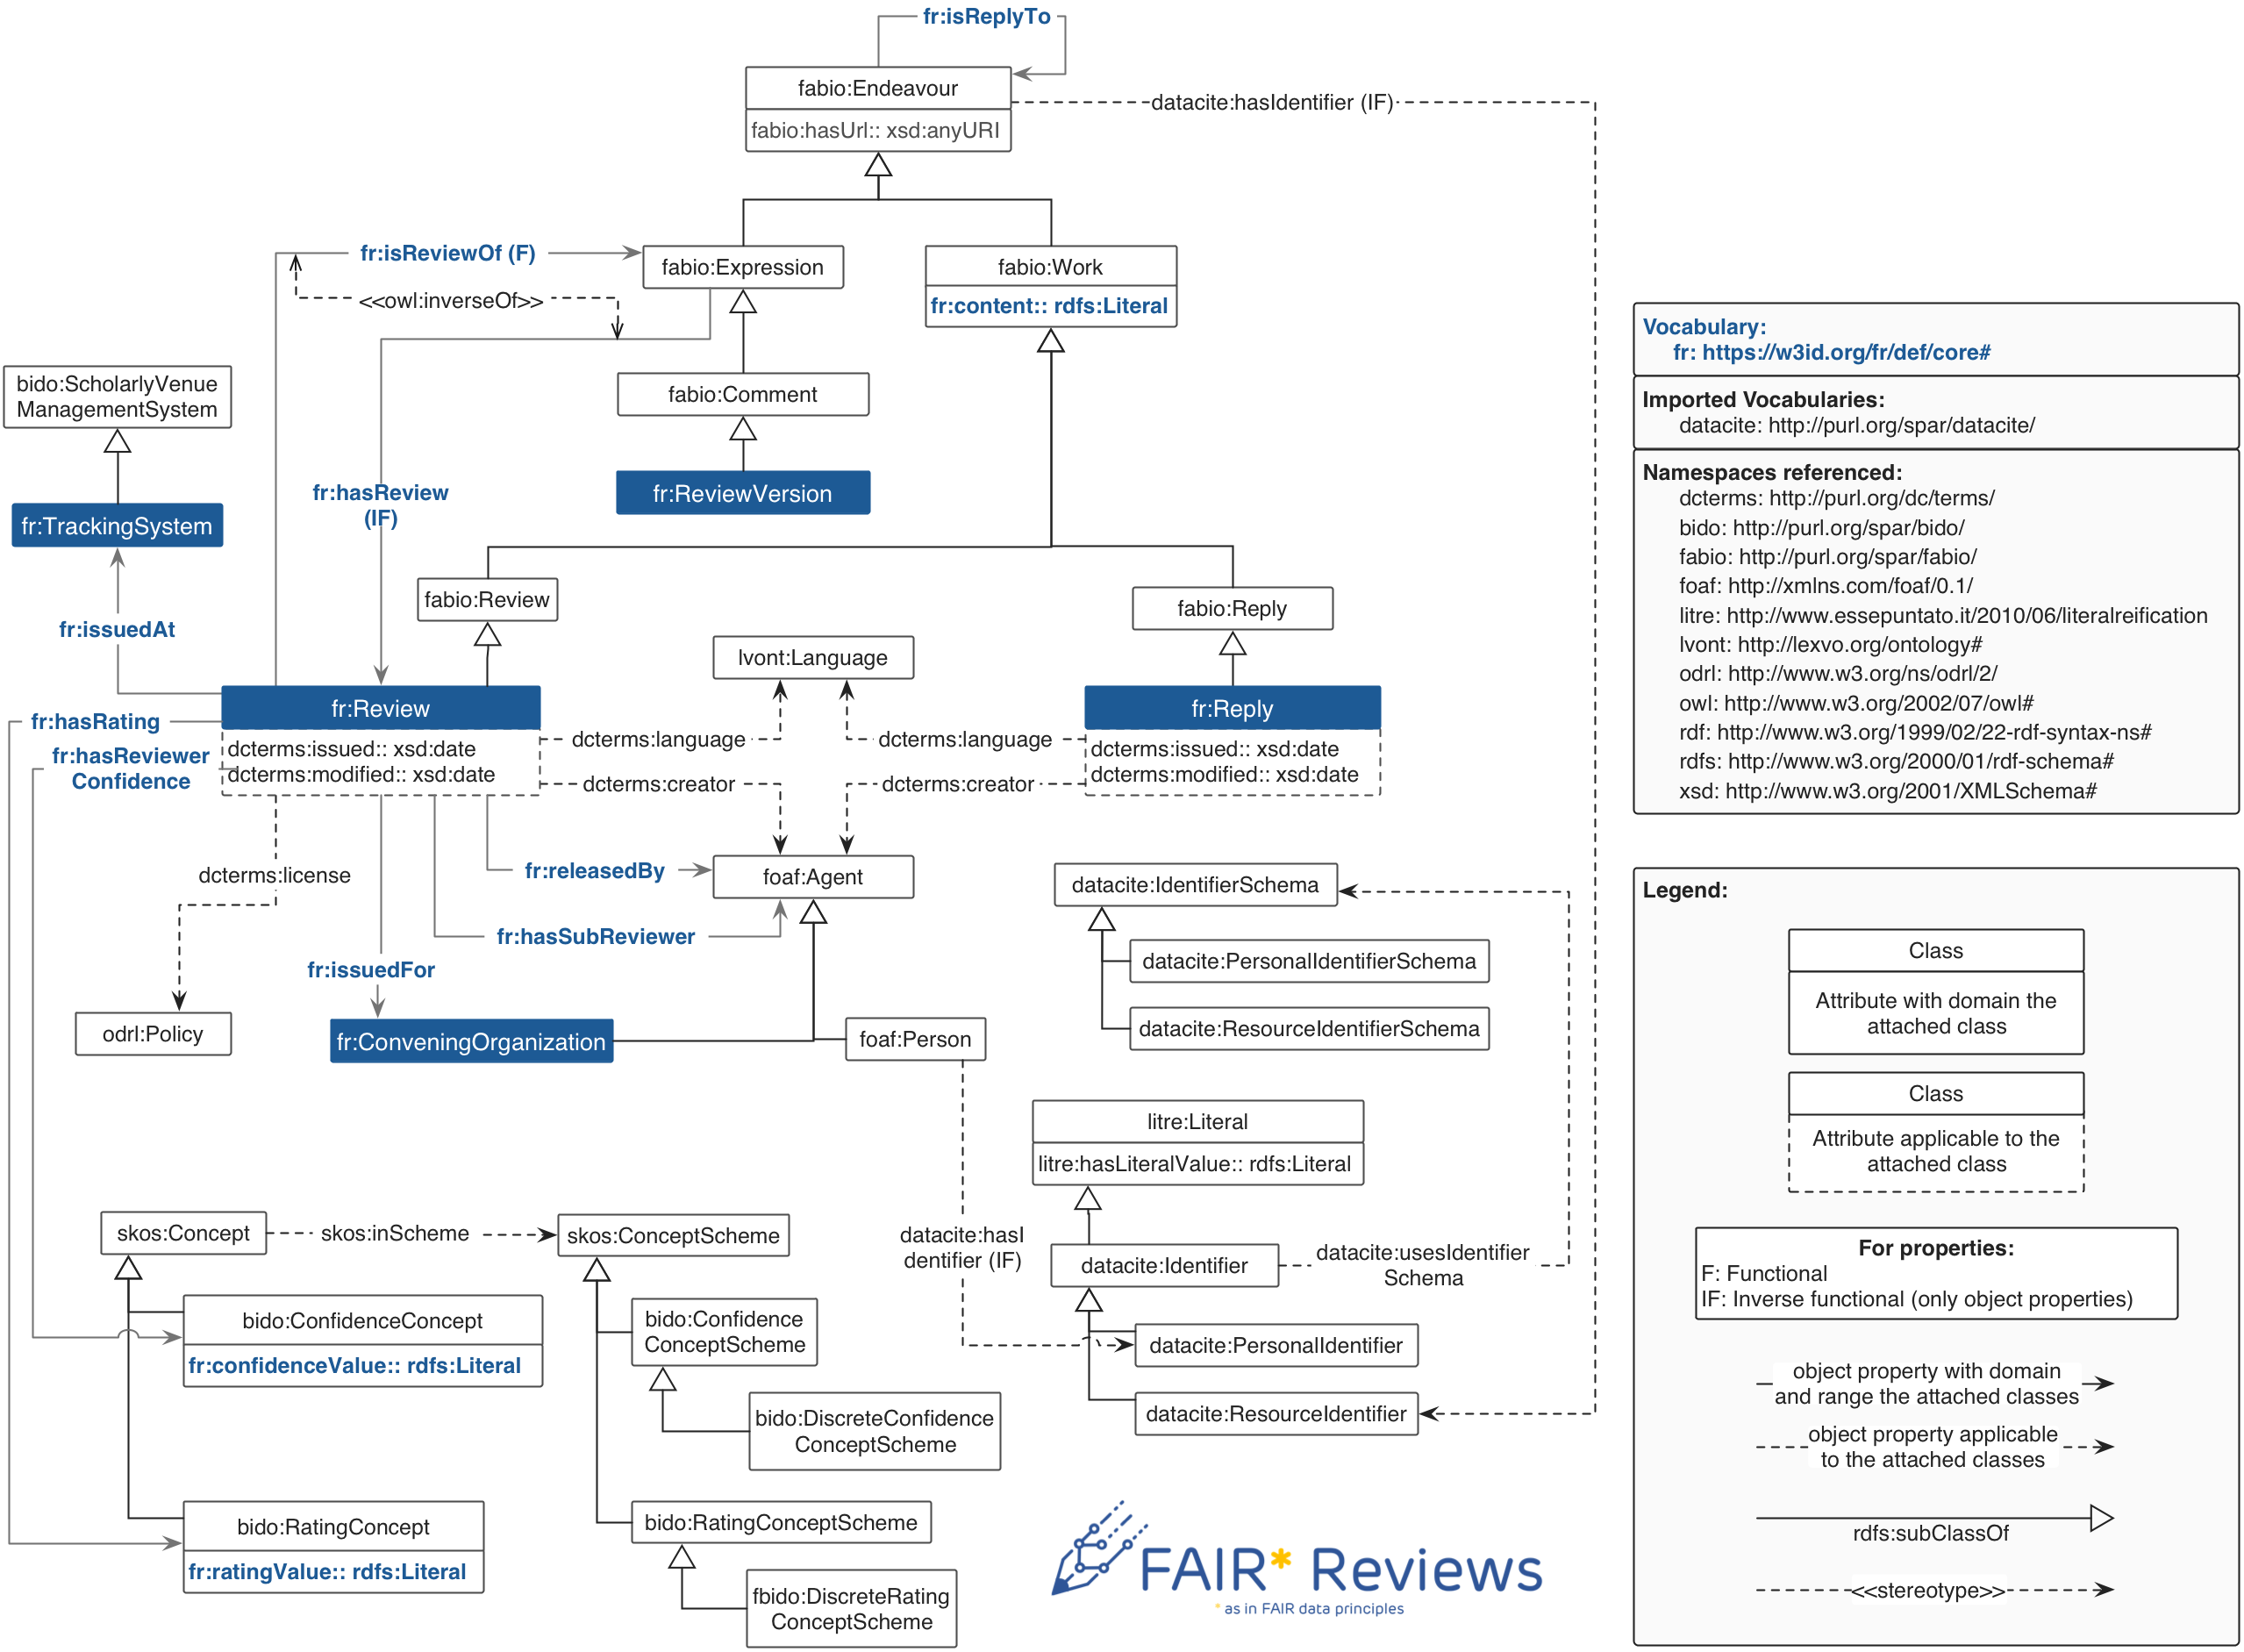 fr:isReplyTo
fabio:Endeavour
fabio:hasUrl:: xsd:anyURI
datacite:hasIdentifier (IF)
fr:isReviewOf (F)
<<owl:inverseOf>>
fabio:Expression
fabio:Work
fr:content:: rdfs:Literal
bido:ScholarlyVenue
ManagementSystem
fabio:Comment
fr:hasReview
(IF)
fr:ReviewVersion
fr:TrackingSystem
fabio:Review
fabio:Reply
fr:issuedAt
lvont:Language
fr:Review
fr:Reply
fr:hasRating
dcterms:issued:: xsd:date
dcterms:modified:: xsd:date
dcterms:language
dcterms:language
dcterms:issued:: xsd:date
dcterms:modified:: xsd:date
fr:hasReviewer
Confidence
dcterms:creator
dcterms:creator
dcterms:license
fr:releasedBy
foaf:Agent
fr:hasSubReviewer
fr:issuedFor
odrl:Policy
fr:ConveningOrganization
foaf:Person
datacite:IdentifierSchema
datacite:PersonalIdentifierSchema
datacite:ResourceIdentifierSchema
litre:Literal
litre:hasLiteralValue:: rdfs:Literal
datacite:hasI
dentifier (IF)
datacite:Identifier
datacite:usesIdentifier
Schema
datacite:PersonalIdentifier
datacite:ResourceIdentifier
skos:Concept
skos:inScheme
skos:ConceptScheme
bido:ConfidenceConcept
fr:confidenceValue:: rdfs:Literal
bido:Confidence
ConceptScheme
bido:DiscreteConfidence
ConceptScheme
bido:RatingConcept
fr:ratingValue:: rdfs:Literal
bido:RatingConceptScheme
fbido:DiscreteRating
ConceptScheme
FAIR* Reviews
* as in FAIR data principles
Vocabulary:
fr: https://w3id.org/fr/def/core#
Imported Vocabularies:
datacite: http://purl.org/spar/datacite/
Namespaces referenced:
dcterms: http://purl.org/dc/terms/
bido: http://purl.org/spar/bido/
fabio: http://purl.org/spar/fabio/
foaf: http://xmlns.com/foaf/0.1/
litre: http://www.essepuntato.it/2010/06/literalreification
lvont: http://lexvo.org/ontology#
odrl: http://www.w3.org/ns/odrl/2/
owl: http://www.w3.org/2002/07/owl#
rdf: http://www.w3.org/1999/02/22-rdf-syntax-ns#
rdfs: http://www.w3.org/2000/01/rdf-schema#
xsd: http://www.w3.org/2001/XMLSchema#
Legend:
Class
Attribute with domain the
attached class
Class
Attribute applicable to the
attached class
For properties:
F: Functional
IF: Inverse functional (only object properties)
object property with domain
and range the attached classes
object property applicable
to the attached classes
rdfs:subClassOf
<<stereotype>>